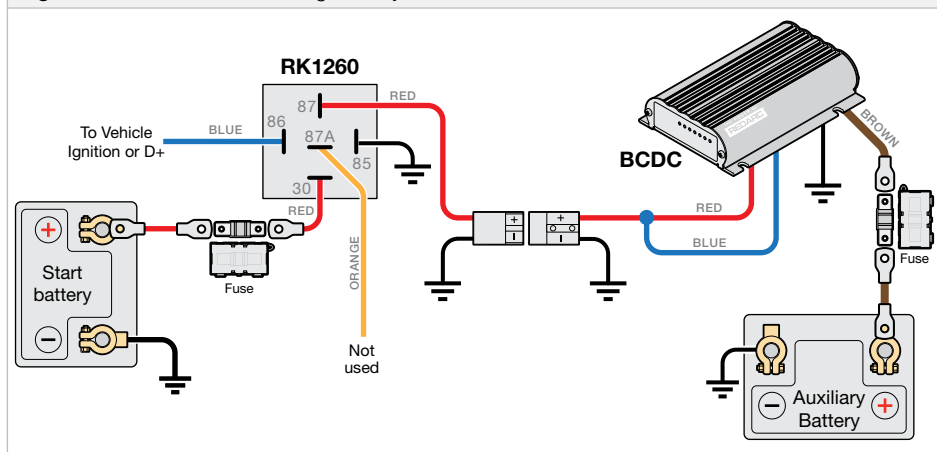 RK1260
87
RED
86
87A
To Vehicle
Ignition or D+
BLUE
85
30
RED
Start
battery
Fuse
ORANGE
Not
used
REDARC
BCDC
BROWN
RED
BLUE
Fuse
Auxiliary
Battery